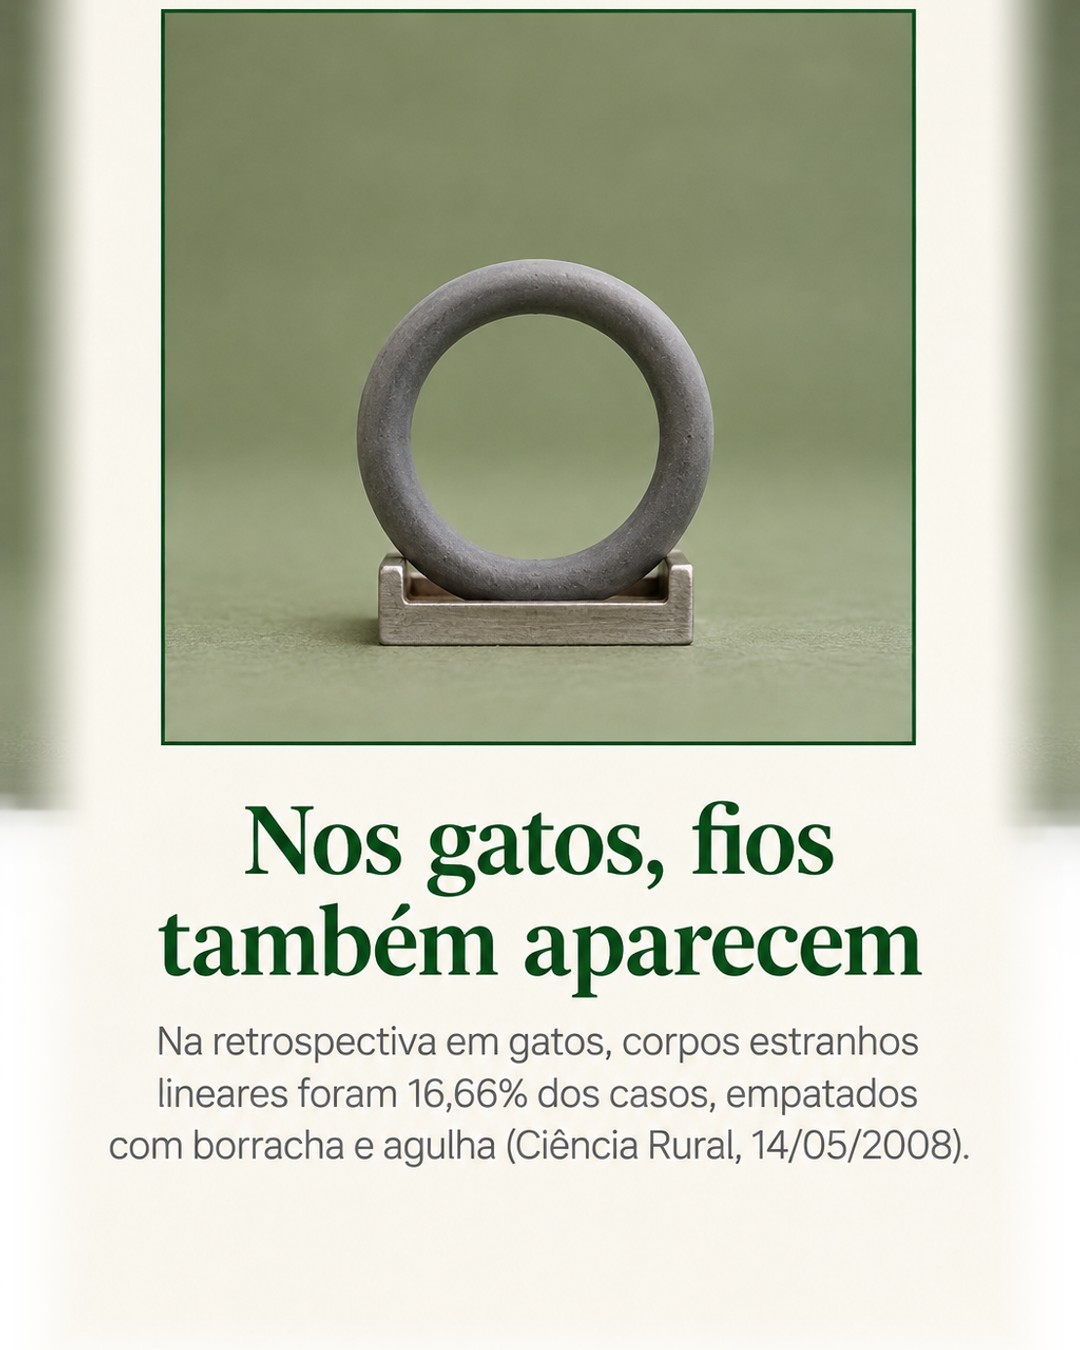 Nos gatos, fios
também aparecem
Na retrospectiva em gatos, corpos estranhos
lineares foram 16,66% dos casos, empatados
com borracha e agulha (Ciência Rural, 14/05/2008).